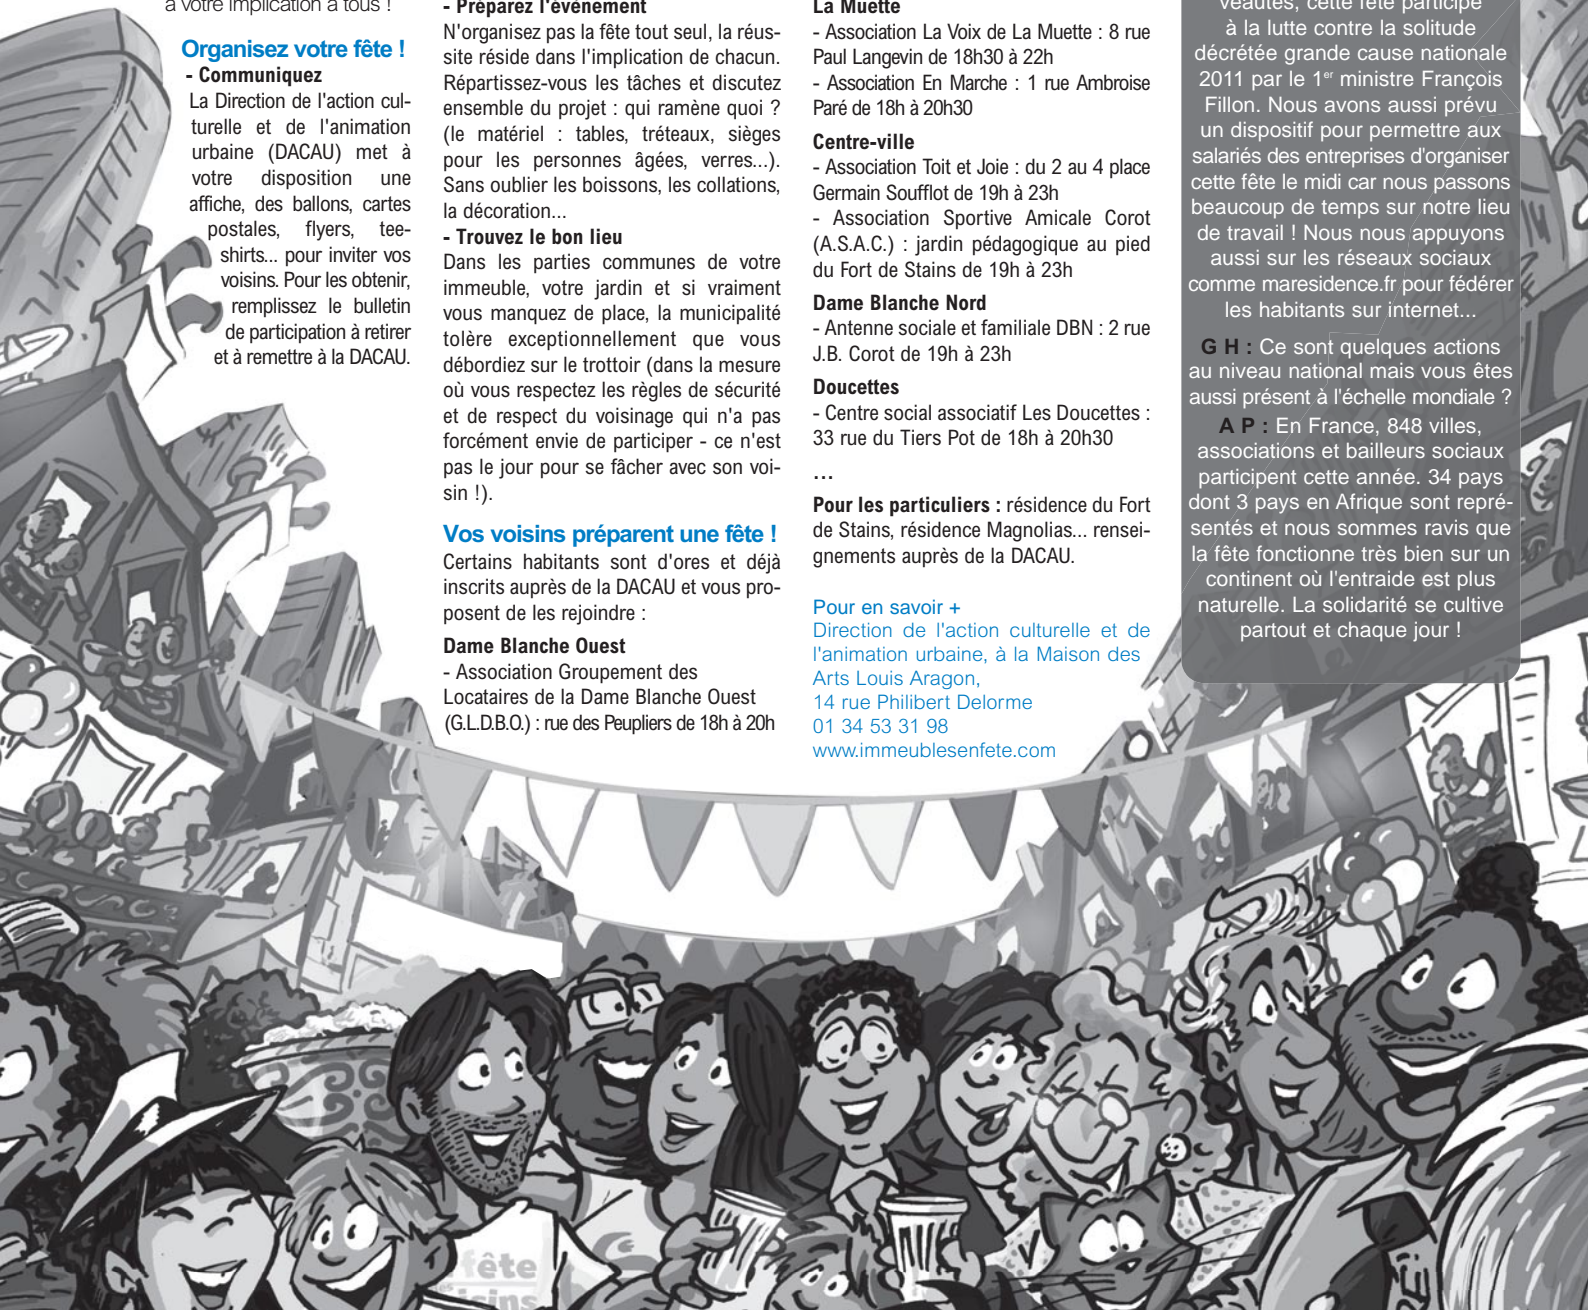 à votre implication à tous !
Organisez votre fête !
- Communiquez
La Direction de l'action cul-
turelle et de l'animation
urbaine (DACAU) met à
votre disposition une
affiche, des ballons, cartes
postales, flyers, tee-
shirts... pour inviter vos
voisins. Pour les obtenir,
remplissez le bulletin
de participation à retirer
et à remettre à la DACAU.
- Préparez l'événement
N'organisez pas la fête tout seul, la réus-
site réside dans l'implication de chacun.
Répartissez-vous les tâches et discutez
ensemble du projet : qui ramène quoi ?
(le matériel : tables, tréteaux, sièges
pour les personnes âgées, verres...).
Sans oublier les boissons, les collations,
la décoration...
- Trouvez le bon lieu
Dans les parties communes de votre
immeuble, votre jardin et si vraiment
vous manquez de place, la municipalité
tolère exceptionnellement que vous
débordiez sur le trottoir (dans la mesure
où vous respectez les règles de sécurité
et de respect du voisinage qui n'a pas
forcément envie de participer - ce n'est
pas le jour pour se fâcher avec son voi-
sin !).
Vos voisins préparent une fête !
Certains habitants sont d'ores et déjà
inscrits auprès de la DACAU et vous pro-
posent de les rejoindre :
Dame Blanche Ouest
- Association Groupement des
Locataires de la Dame Blanche Ouest
(G.L.D.B.O.) : rue des Peupliers de 18h à 20h
La Muette
- Association La Voix de La Muette : 8 rue
Paul Langevin de 18h30 à 22h
- Association En Marche : 1 rue Ambroise
Paré de 18h à 20h30
Centre-ville
- Association Toit et Joie : du 2 au 4 place
Germain Soufflot de 19h à 23h
- Association Sportive Amicale Corot
(A.S.A.C.) : jardin pédagogique au pied
du Fort de Stains de 19h à 23h
Dame Blanche Nord
- Antenne sociale et familiale DBN : 2 rue
J.B. Corot de 19h à 23h
Doucettes
- Centre social associatif Les Doucettes :
33 rue du Tiers Pot de 18h à 20h30
...
Pour les particuliers : résidence du Fort
de Stains, résidence Magnolias... rensei-
gnements auprès de la DACAU.
Pour en savoir +
Direction de l'action culturelle et de
l'animation urbaine, à la Maison des
Arts Louis Aragon,
14 rue Philibert Delorme
01 34 53 31 98
www.immeublesenfete.com
veautés, cette fête participe
à la lutte contre la solitude
décrétée grande cause nationale
2011 par le 1er ministre François
Fillon. Nous avons aussi prévu
un dispositif pour permettre aux
salariés des entreprises d'organiser
cette fête le midi car nous passons
beaucoup de temps sur notre lieu
de travail ! Nous nous appuyons
aussi sur les réseaux sociaux
comme maresidence.fr pour fédérer
les habitants sur internet...
G H : Ce sont quelques actions
au niveau national mais vous êtes
aussi présent à l'échelle mondiale ?
A P : En France, 848 villes,
associations et bailleurs sociaux
participent cette année. 34 pays
dont 3 pays en Afrique sont repré-
sentés et nous sommes ravis que
la fête fonctionne très bien sur un
continent où l'entraide est plus
naturelle. La solidarité se cultive
partout et chaque jour !
fête